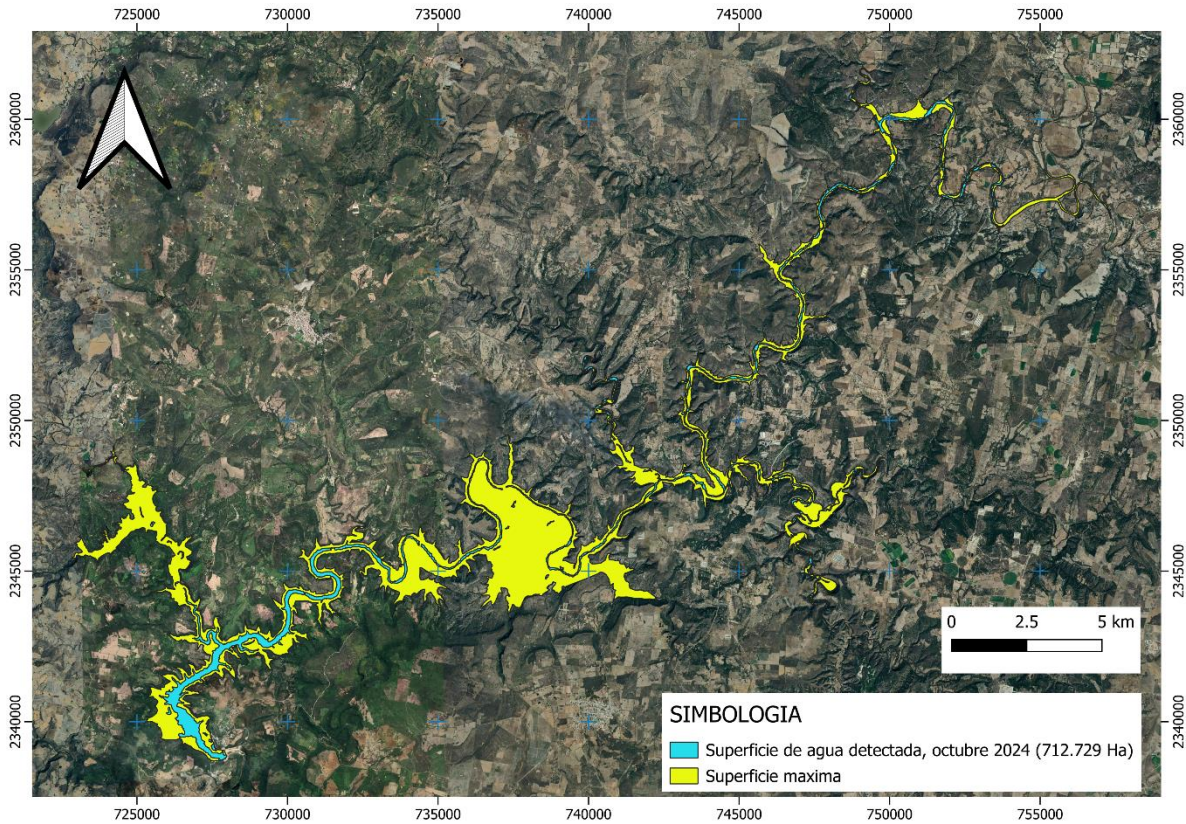 725000 730000 735000 740000 745000 750000 755000
2360000 2360000
2355000 2355000
2350000 2350000
2345000 2345000
0 2.5 5 km
2340000 2340000
SIMBOLOGIA
Superficie de agua detectada, octubre 2024 (712.729 Ha)
Superficie maxima
725000 730000 735000 740000 745000 750000 755000